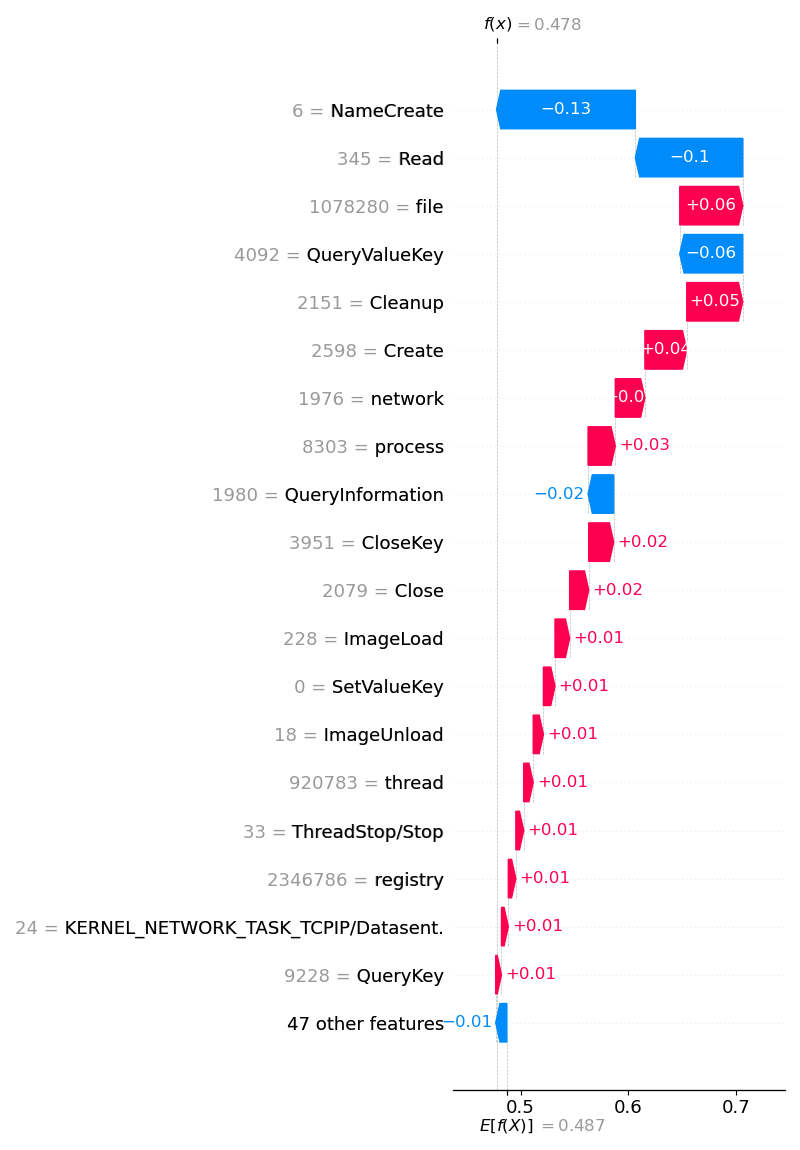 f(x) = 0.478
6 = NameCreate −0.13
345 = Read −0.1
1078280 = file +0.06
4092 = QueryValueKey −0.06
2151 = Cleanup +0.05
2598 = Create +0.04
1976 = network
8303 = process +0.03
1980 = QueryInformation −0.02
3951 = CloseKey +0.02
2079 = Close +0.02
228 = ImageLoad +0.01
0 = SetValueKey +0.01
18 = ImageUnload +0.01
920783 = thread +0.01
33 = ThreadStop/Stop +0.01
2346786 = registry +0.01
24 = KERNEL_NETWORK_TASK_TCPIP/Datasent. +0.01
9228 = QueryKey +0.01
47 other features −0.01
0.5 0.6 0.7
E[f(X)] = 0.487